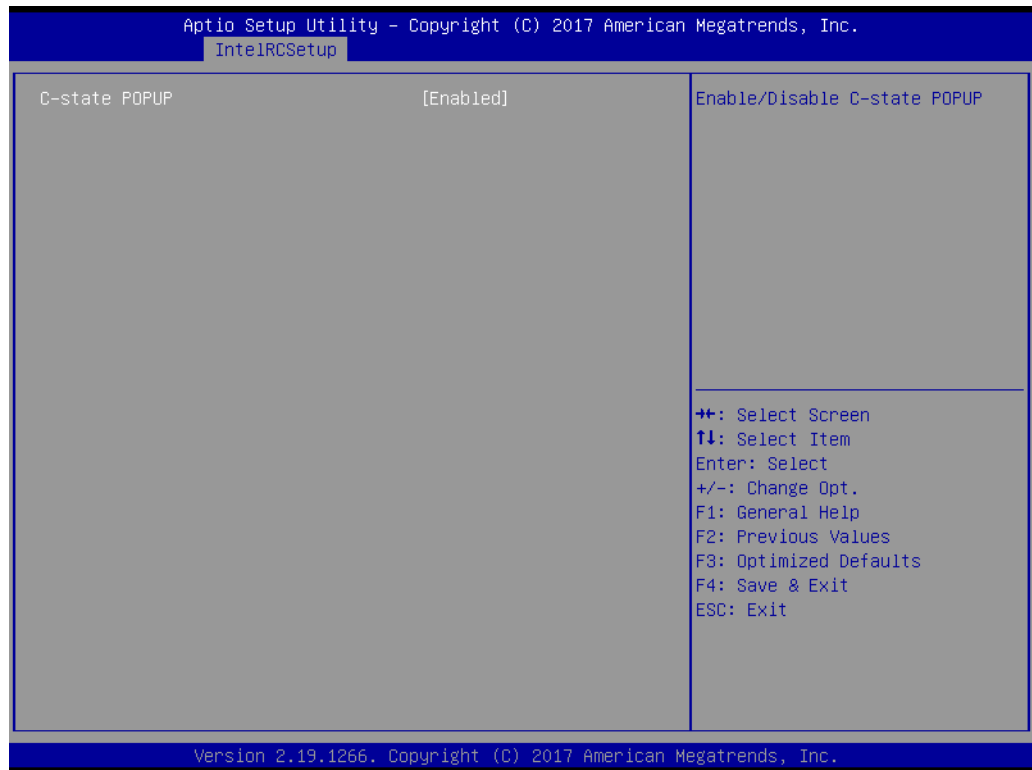 Aptio Setup Utility – Copyright (C) 2017 American Megatrends, Inc.
IntelRCSetup
C-state POPUP [Enabled]
Enable/Disable C-state POPUP
→←: Select Screen
↑↓: Select Item
Enter: Select
+/-: Change Opt.
F1: General Help
F2: Previous Values
F3: Optimized Defaults
F4: Save & Exit
ESC: Exit
Version 2.19.1266. Copyright (C) 2017 American Megatrends, Inc.